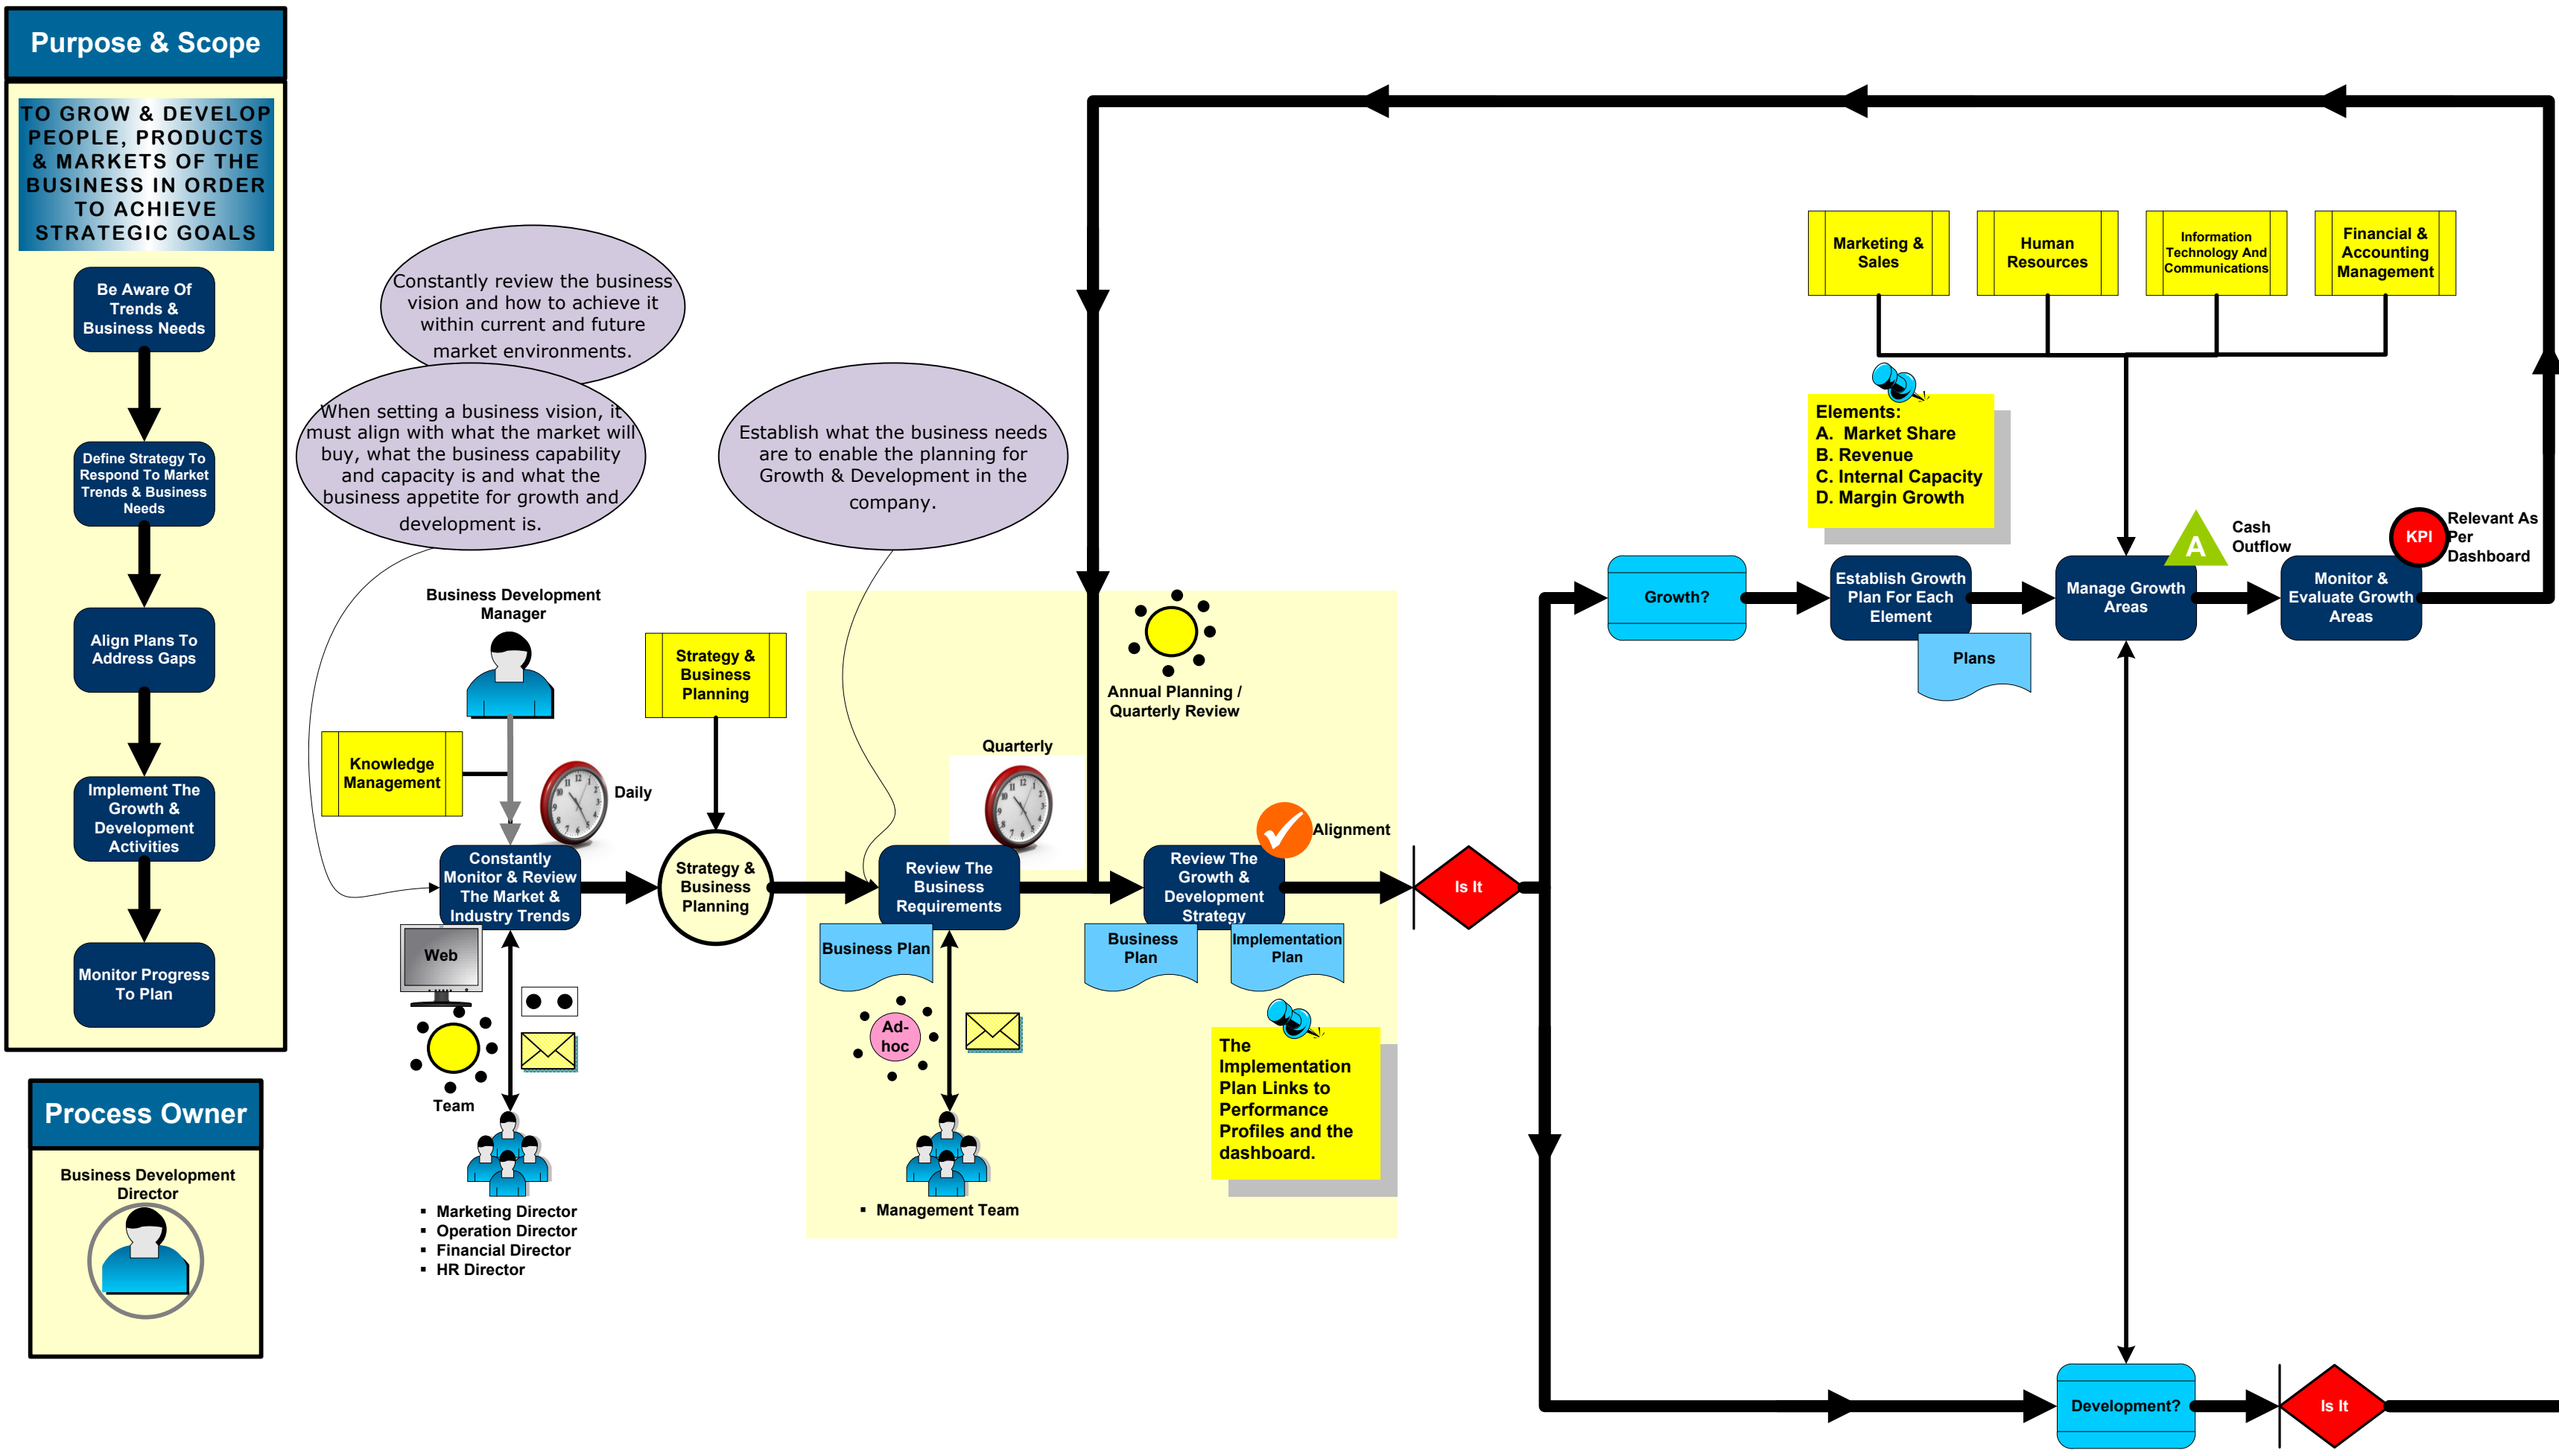 Purpose & Scope
TO GROW & DEVELOP
PEOPLE, PRODUCTS
& MARKETS OF THE
BUSINESS IN ORDER
TO ACHIEVE
STRATEGIC GOALS
Be Aware Of
Trends &
Business Needs
Define Strategy To
Respond To Market
Trends & Business
Needs
Align Plans To
Address Gaps
Implement The
Growth &
Development
Activities
Monitor Progress
To Plan
Process Owner
Business Development
Director
Constantly review the business
vision and how to achieve it
within current and future
market environments.
When setting a business vision, it
must align with what the market will
buy, what the business capability
and capacity is and what the
business appetite for growth and
development is.
Establish what the business needs
are to enable the planning for
Growth & Development in the
company.
Business Development
Manager
Knowledge
Management
Daily
Constantly
Monitor & Review
The Market &
Industry Trends
Web
Team
▪ Marketing Director
▪ Operation Director
▪ Financial Director
▪ HR Director
Strategy &
Business
Planning
Strategy &
Business
Planning
Quarterly
Review The
Business
Requirements
Business Plan
Ad-
hoc
▪ Management Team
Annual Planning /
Quarterly Review
Alignment
Review The
Growth &
Development
Strategy
Business
Plan
Implementation
Plan
The
Implementation
Plan Links to
Performance
Profiles and the
dashboard.
Is It
Growth?
Elements:
A. Market Share
B. Revenue
C. Internal Capacity
D. Margin Growth
Establish Growth
Plan For Each
Element
Plans
Marketing &
Sales
Human
Resources
Information
Technology And
Communications
Financial &
Accounting
Management
Manage Growth
Areas
A
Cash
Outflow
Monitor &
Evaluate Growth
Areas
KPI
Relevant As
Per
Dashboard
Development?
Is It